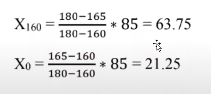 X160 = 180−165/180−160 * 85 = 63.75
X0 = 165−160/180−160 * 85 = 21.25